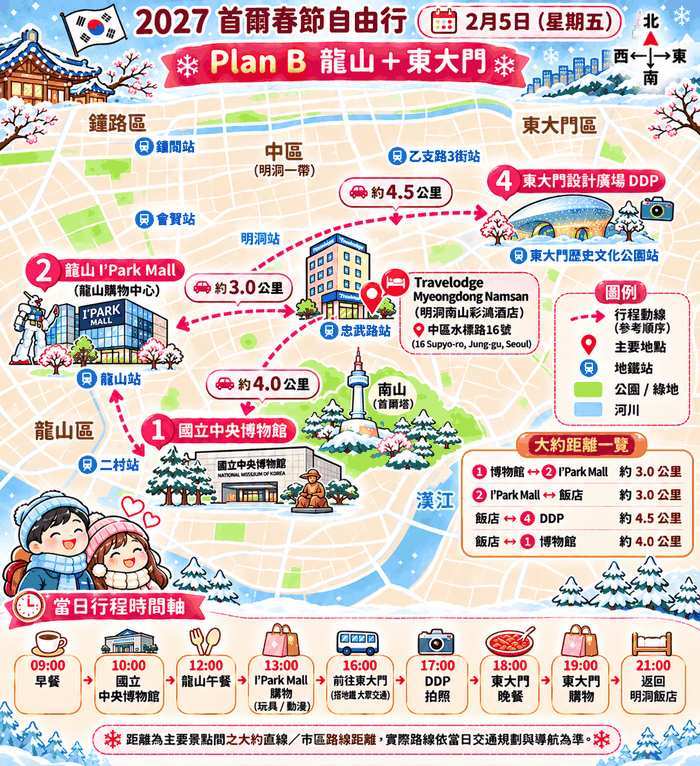 2027 首爾春節自由行
2月5日 (星期五)
Plan B 龍山＋東大門
北
西 東
南
鐘路區
鐘閣站
中區
(明洞一帶)
乙支路3街站
東大門區
約4.5 公里
4 東大門設計廣場 DDP
會賢站
明洞站
東大門歷史文化公園站
2 龍山 I'Park Mall
(龍山購物中心)
I'PARK
MALL
約 3.0 公里
Travelodge
Travelodge
Myeongdong Namsan
(明洞南山彩鴻酒店)
中區水標路16號
(16 Supyo-ro, Jung-gu, Seoul)
忠武路站
圖例
行程動線
(參考順序)
主要地點
地鐵站
公園 / 綠地
河川
龍山站
約4.0 公里
南山
(首爾塔)
龍山區
1 國立中央博物館
國立中央博物館
NATIONAL MUSEUM OF KOREA
二村站
漢江
大約距離一覽
1 博物館 ↔ 2 I'Park Mall 約 3.0 公里
2 I'Park Mall ↔ 飯店 約 3.0 公里
飯店 ↔ 4 DDP 約 4.5 公里
飯店 ↔ 1 博物館 約 4.0 公里
當日行程時間軸
09:00
早餐
10:00
國立
中央博物館
12:00
龍山午餐
13:00
I'Park Mall
購物
(玩具 / 動漫)
16:00
前往東大門
(搭地鐵 大眾交通)
17:00
DDP
拍照
18:00
東大門
晚餐
19:00
東大門
購物
21:00
返回
明洞飯店
距離為主要景點間之大約直線／市區路線距離，實際路線依當日交通規劃與導航為準。